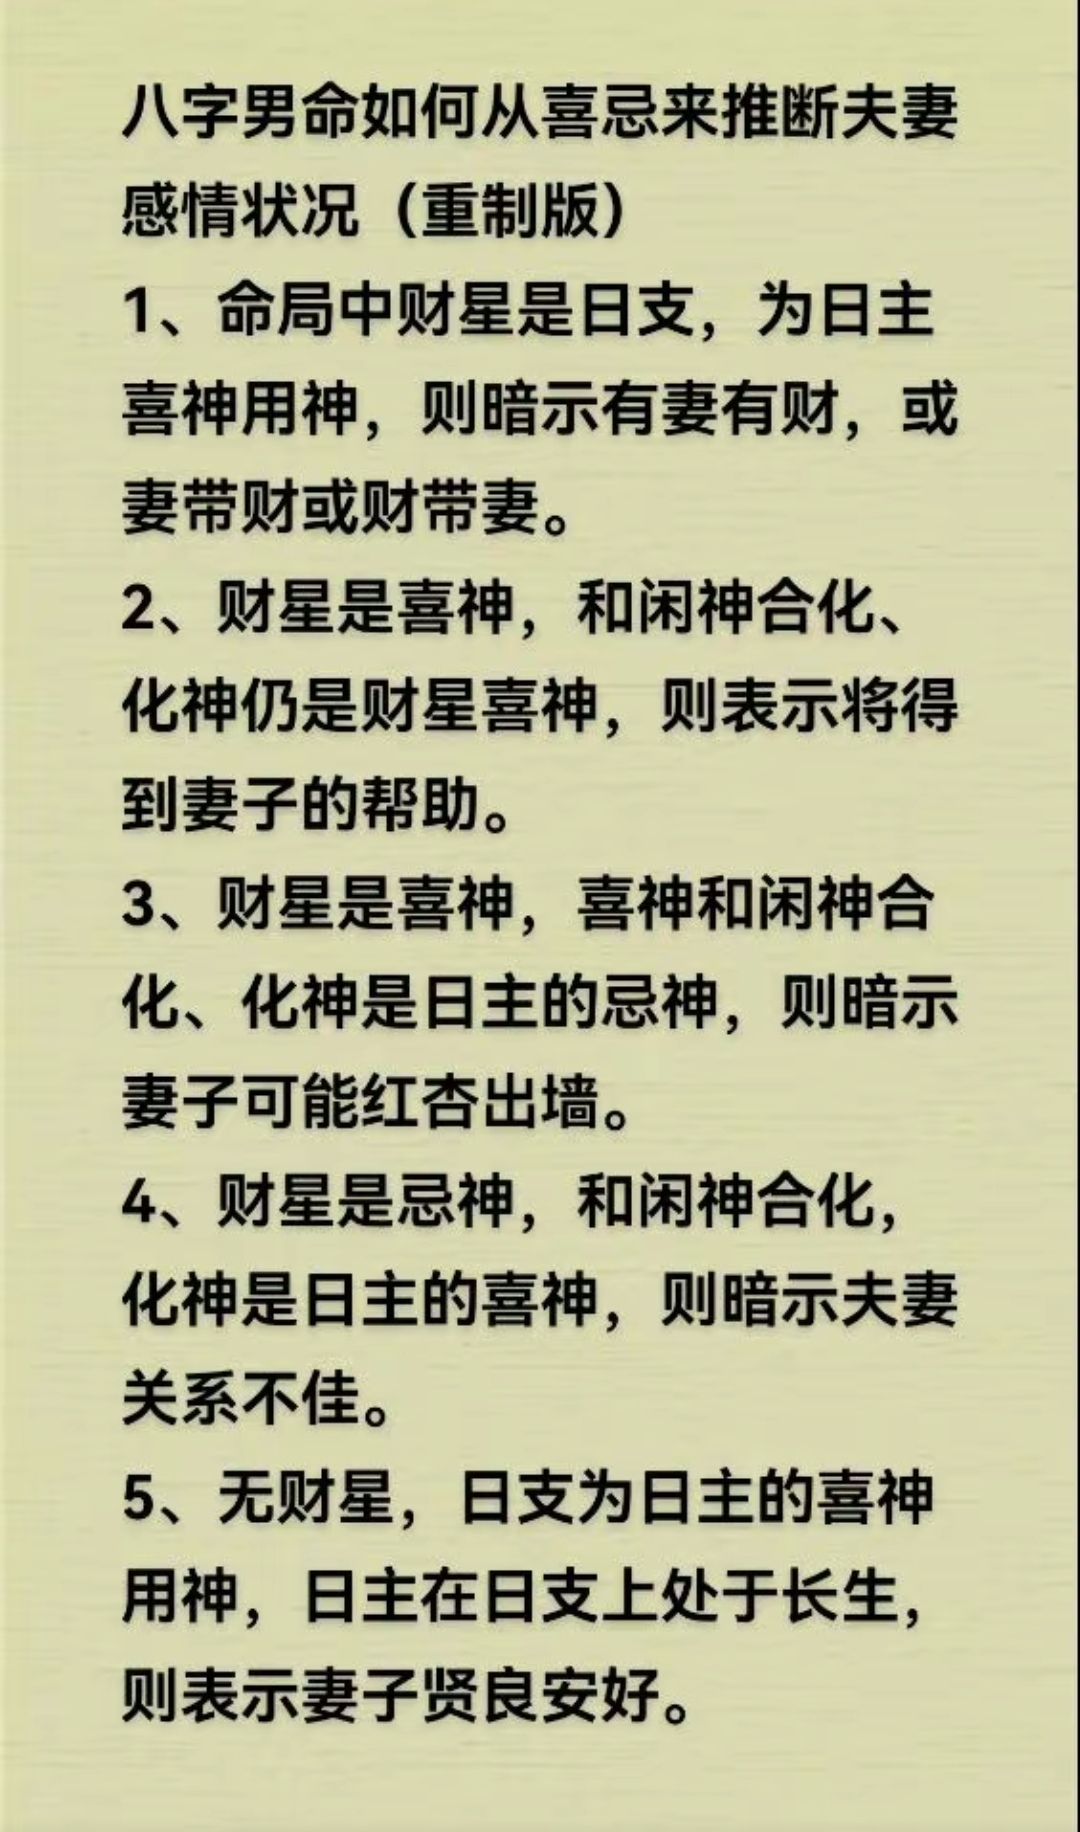 八字男命如何从喜忌来推断夫妻
感情状况（重制版）
1、命局中财星是日支，为日主
喜神用神，则暗示有妻有财，或
妻带财或财带妻。
2、财星是喜神，和闲神合化、
化神仍是财星喜神，则表示将得
到妻子的帮助。
3、财星是喜神，喜神和闲神合
化、化神是日主的忌神，则暗示
妻子可能红杏出墙。
4、财星是忌神，和闲神合化，
化神是日主的喜神，则暗示夫妻
关系不佳。
5、无财星，日支为日主的喜神
用神，日主在日支上处于长生，
则表示妻子贤良安好。